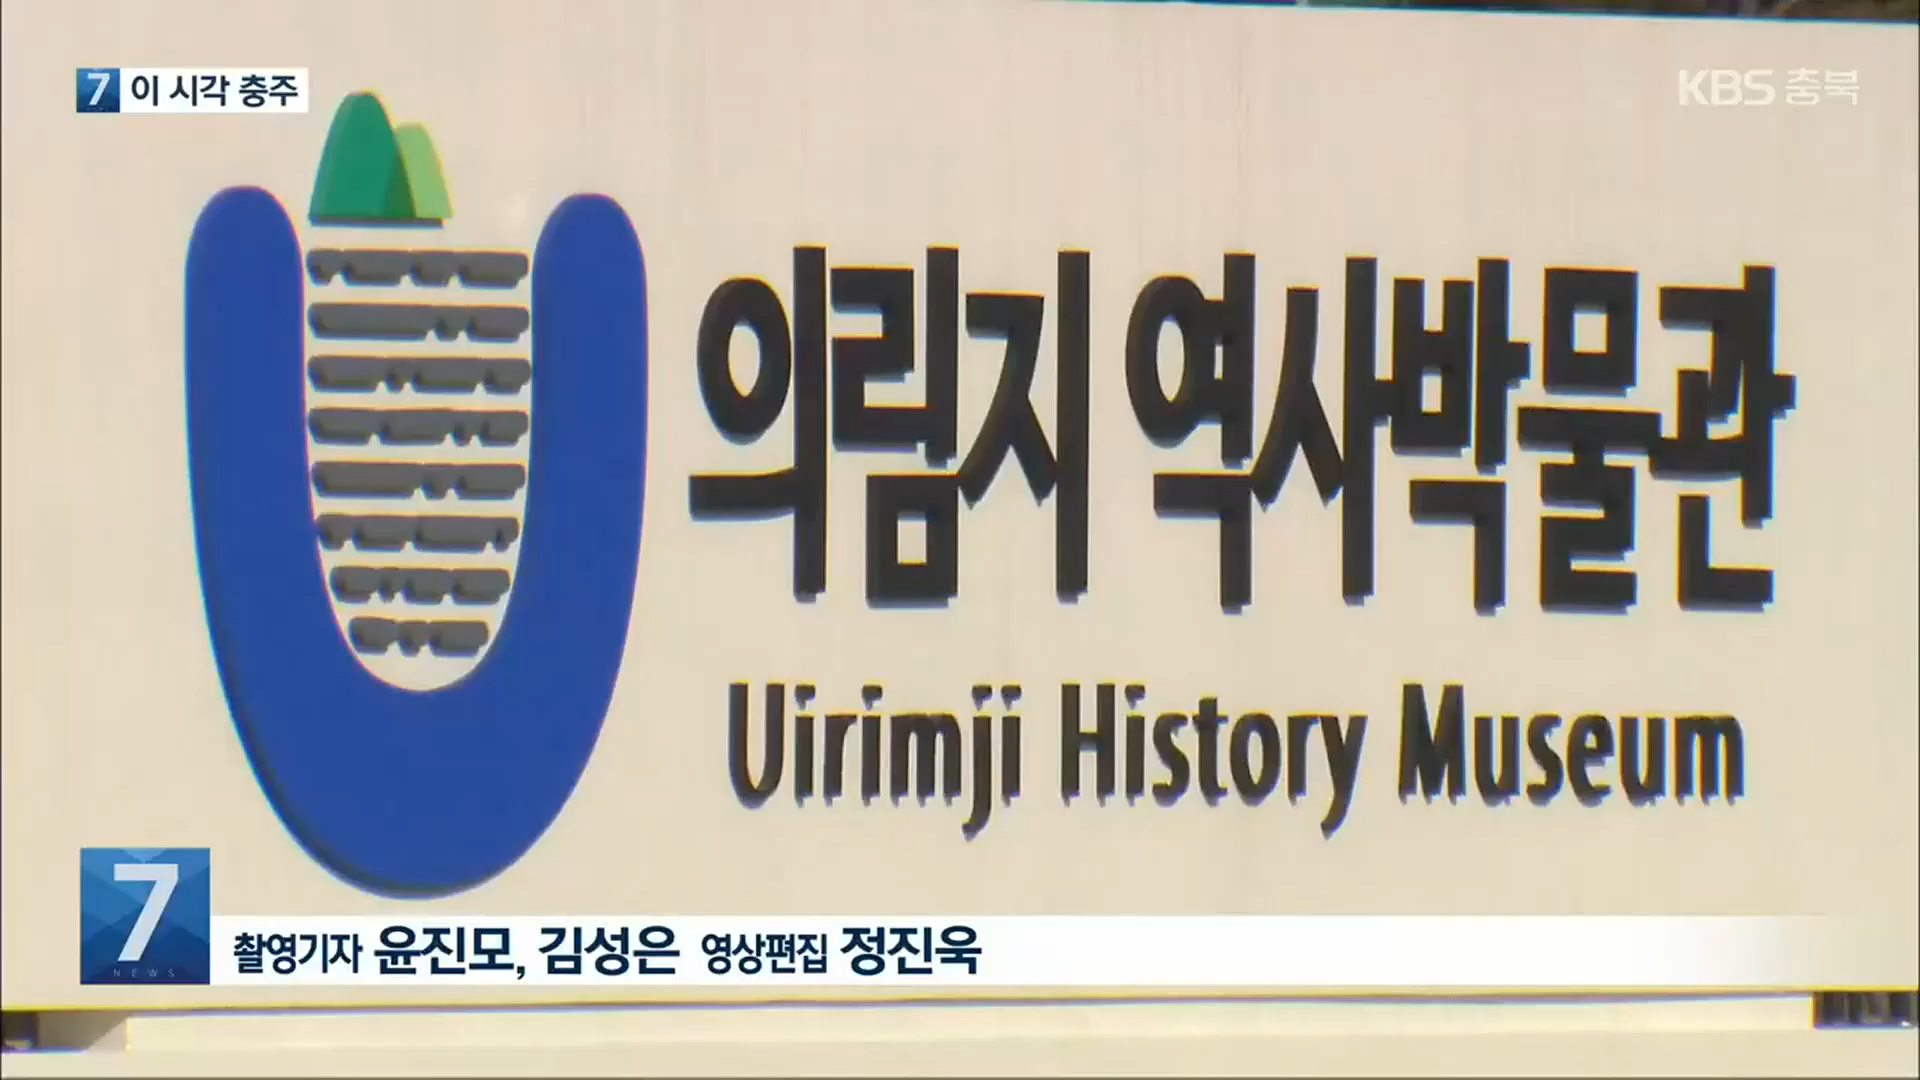 7 이 시각 충주
KBS 충북
의림지 역사박물관
Uirimji History Museum
7
NEWS
촬영기자 윤진모, 김성은 영상편집 정진욱